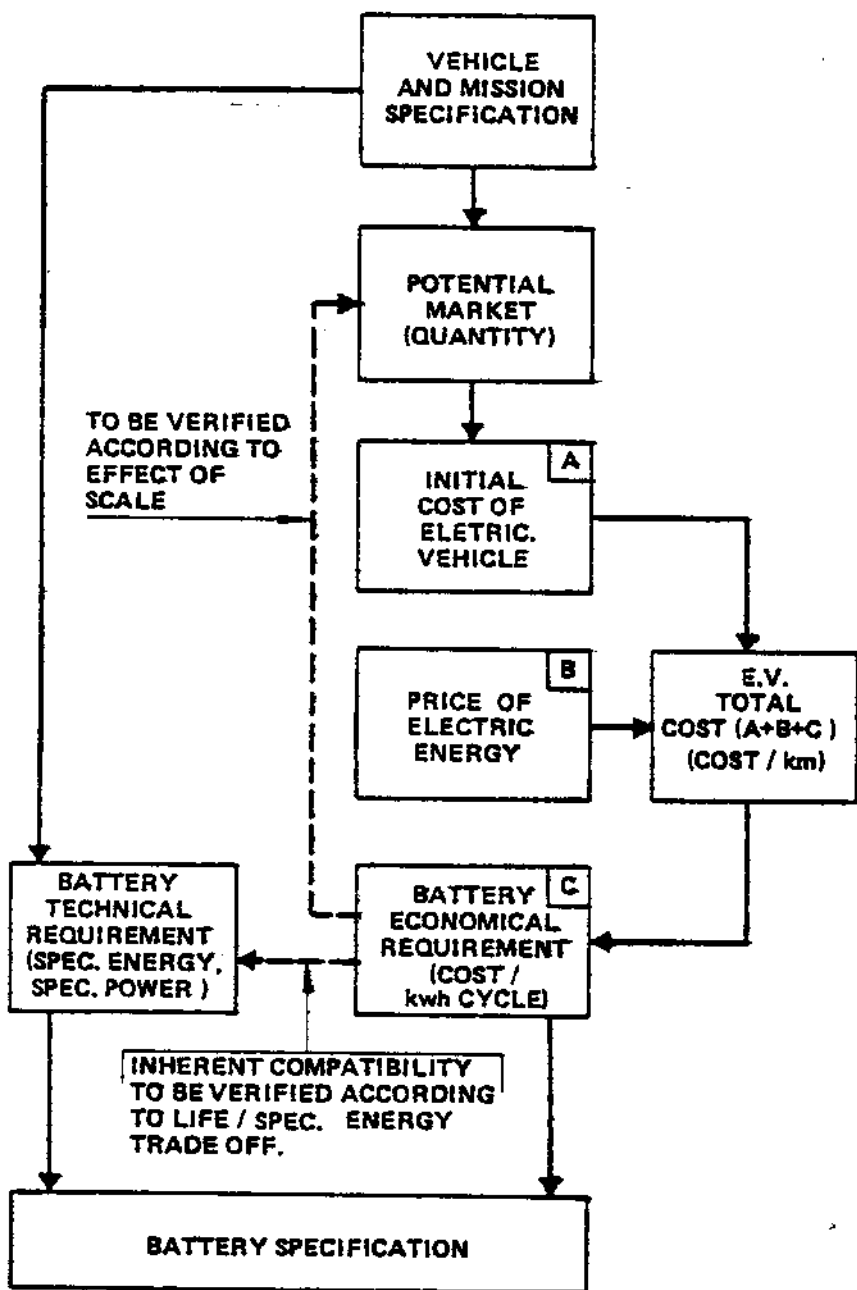 VEHICLE
AND MISSION
SPECIFICATION
POTENTIAL
MARKET
(QUANTITY)
TO BE VERIFIED
ACCORDING TO
EFFECT OF
SCALE
A
INITIAL
COST OF
ELETRIC.
VEHICLE
B
PRICE OF
ELECTRIC
ENERGY
E.V.
TOTAL
COST (A+B+C)
(COST / km)
BATTERY
TECHNICAL
REQUIREMENT
(SPEC. ENERGY,
SPEC. POWER)
C
BATTERY
ECONOMICAL
REQUIREMENT
(COST /
kwh CYCLE)
INHERENT COMPATIBILITY
TO BE VERIFIED ACCORDING
TO LIFE / SPEC. ENERGY
TRADE OFF.
BATTERY SPECIFICATION